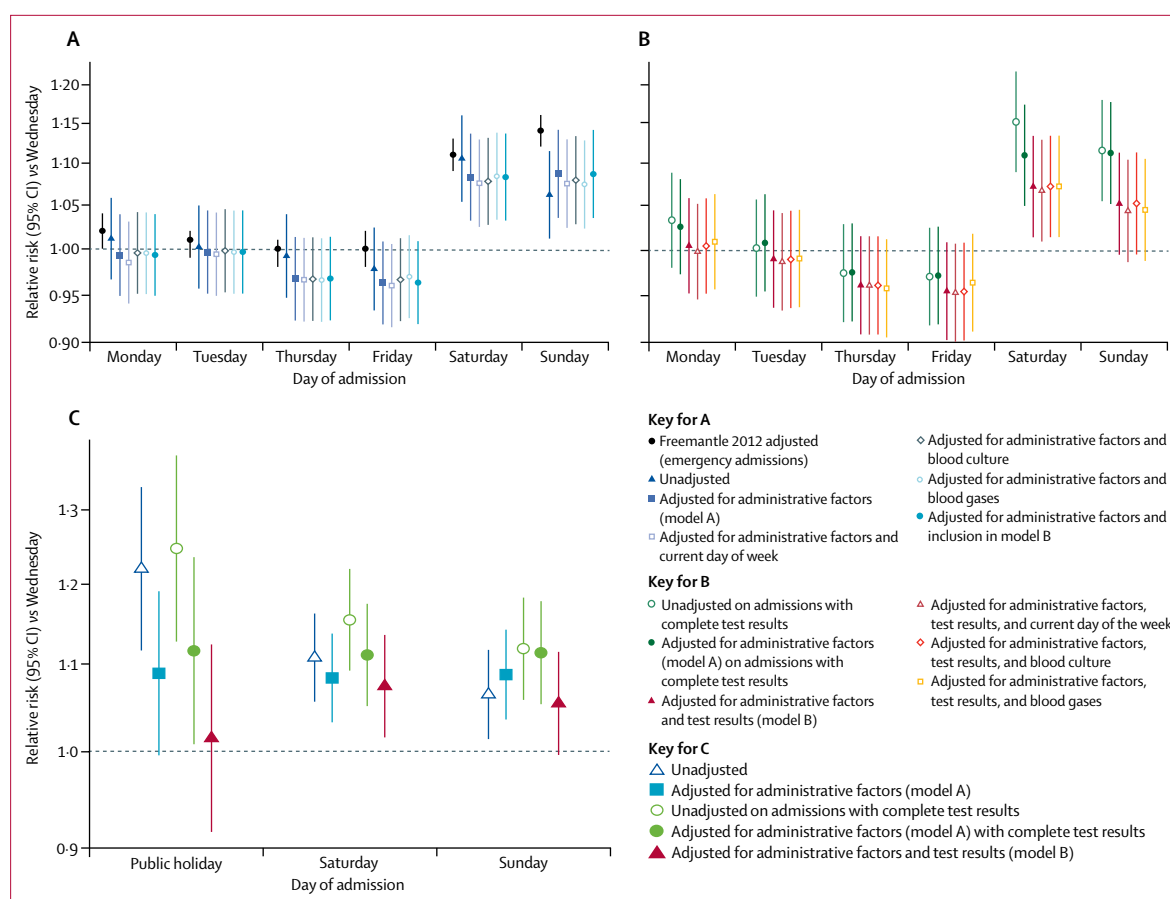 A
Relative risk (95% CI) vs Wednesday
1·20
1·15
1·10
1·05
1·00
0·95
0·90
Monday Tuesday Thursday Friday Saturday Sunday
Day of admission
B
Monday Tuesday Thursday Friday Saturday Sunday
Day of admission
C
Relative risk (95% CI) vs Wednesday
1·3
1·2
1·1
1·0
0·9
Public holiday Saturday Sunday
Day of admission
Key for A
Freemantle 2012 adjusted
(emergency admissions)
Unadjusted
Adjusted for administrative factors
(model A)
Adjusted for administrative factors and
current day of week
Adjusted for administrative factors and
blood culture
Adjusted for administrative factors and
blood gases
Adjusted for administrative factors and
inclusion in model B
Key for B
Unadjusted on admissions with
complete test results
Adjusted for administrative factors
(model A) on admissions with
complete test results
Adjusted for administrative factors
and test results (model B)
Adjusted for administrative factors,
test results, and current day of the week
Adjusted for administrative factors,
test results, and blood culture
Adjusted for administrative factors,
test results, and blood gases
Key for C
Unadjusted
Adjusted for administrative factors (model A)
Unadjusted on admissions with complete test results
Adjusted for administrative factors (model A) with complete test results
Adjusted for administrative factors and test results (model B)